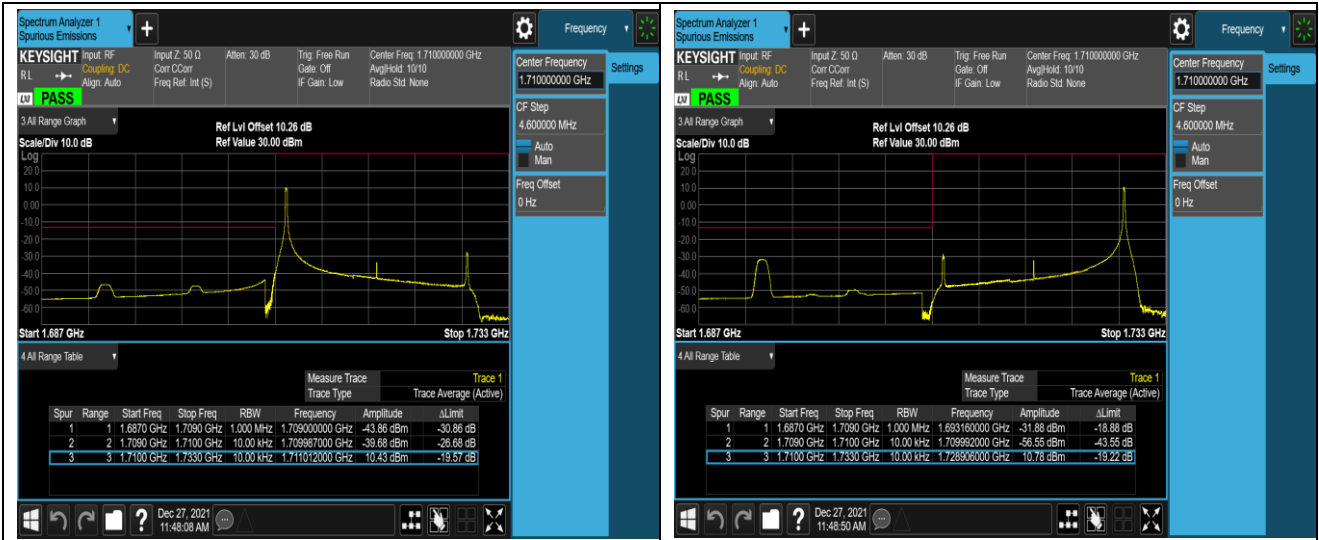 Spectrum Analyzer 1
Spurious Emissions
+
Frequency
KEYSIGHT Input: RF Input Z: 50 Ω Atten: 30 dB Trig: Free Run Center Freq: 1.710000000 GHz
RL Coupling: DC Corr CCorr Gate: Off Avg|Hold: 10/10
Align: Auto Freq Ref: Int (S) IF Gain: Low Radio Std: None
LXI PASS
Center Frequency
1.710000000 GHz
Settings
CF Step
4.600000 MHz
Auto
Man
Freq Offset
0 Hz
3 All Range Graph
Ref Lvl Offset 10.26 dB
Scale/Div 10.0 dB Ref Value 30.00 dBm
Log
20.0
10.0
0.00
-10.0
-20.0
-30.0
-40.0
-50.0
-60.0
Start 1.687 GHz Stop 1.733 GHz
4 All Range Table
Measure Trace Trace 1
Trace Type Trace Average (Active)
Spur Range Start Freq Stop Freq RBW Frequency Amplitude ΔLimit
1 1 1.6870 GHz 1.7090 GHz 1.000 MHz 1.709000000 GHz -43.86 dBm -30.86 dB
2 2 1.7090 GHz 1.7100 GHz 10.00 kHz 1.709987000 GHz -39.68 dBm -26.68 dB
3 3 1.7100 GHz 1.7330 GHz 10.00 kHz 1.711012000 GHz 10.43 dBm -19.57 dB
? Dec 27, 2021
11:48:08 AM
Spectrum Analyzer 1
Spurious Emissions
+
Frequency
KEYSIGHT Input: RF Input Z: 50 Ω Atten: 30 dB Trig: Free Run Center Freq: 1.710000000 GHz
RL Coupling: DC Corr CCorr Gate: Off Avg|Hold: 10/10
Align: Auto Freq Ref: Int (S) IF Gain: Low Radio Std: None
LXI PASS
Center Frequency
1.710000000 GHz
Settings
CF Step
4.600000 MHz
Auto
Man
Freq Offset
0 Hz
3 All Range Graph
Ref Lvl Offset 10.26 dB
Scale/Div 10.0 dB Ref Value 30.00 dBm
Log
20.0
10.0
0.00
-10.0
-20.0
-30.0
-40.0
-50.0
-60.0
Start 1.687 GHz Stop 1.733 GHz
4 All Range Table
Measure Trace Trace 1
Trace Type Trace Average (Active)
Spur Range Start Freq Stop Freq RBW Frequency Amplitude ΔLimit
1 1 1.6870 GHz 1.7090 GHz 1.000 MHz 1.693160000 GHz -31.88 dBm -18.88 dB
2 2 1.7090 GHz 1.7100 GHz 10.00 kHz 1.709992000 GHz -56.55 dBm -43.55 dB
3 3 1.7100 GHz 1.7330 GHz 10.00 kHz 1.728906000 GHz 10.78 dBm -19.22 dB
? Dec 27, 2021
11:48:50 AM